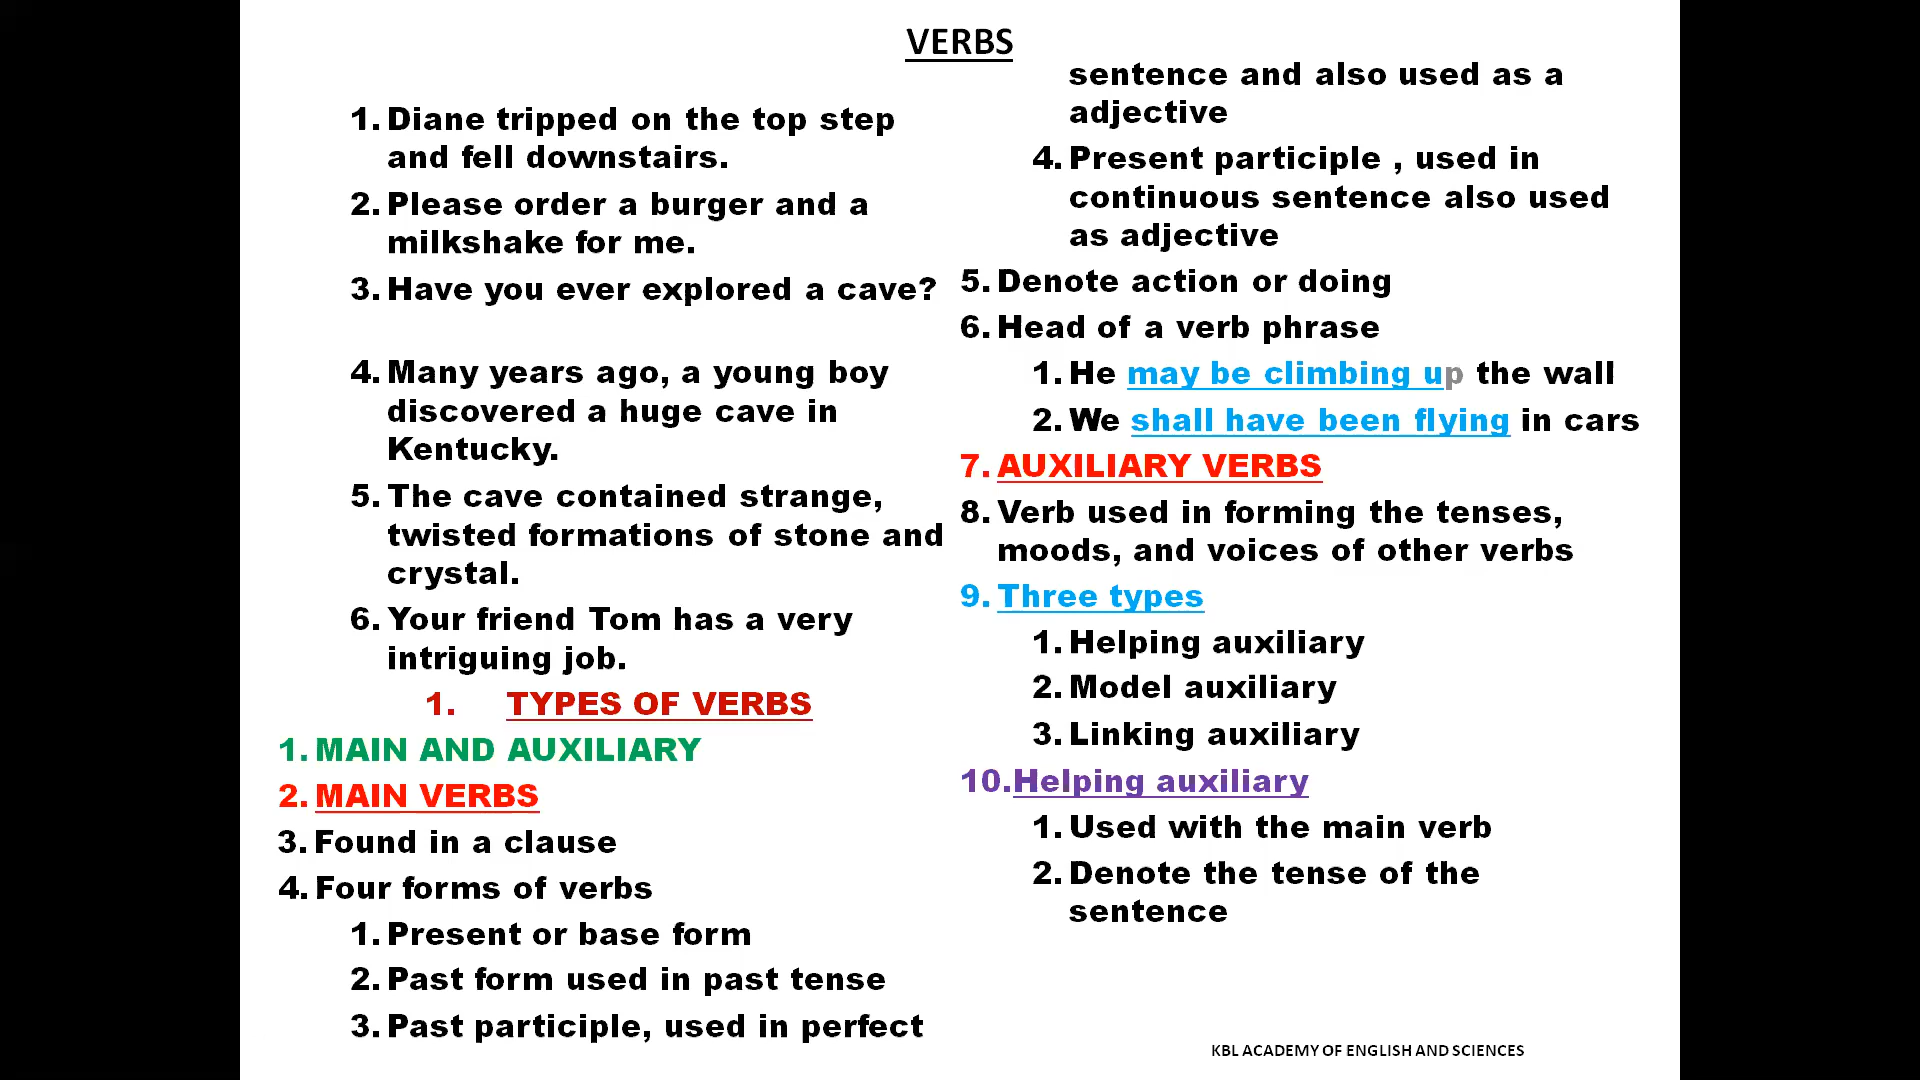 VERBS
1. Diane tripped on the top step
and fell downstairs.
2. Please order a burger and a
milkshake for me.
3. Have you ever explored a cave?
4. Many years ago, a young boy
discovered a huge cave in
Kentucky.
5. The cave contained strange,
twisted formations of stone and
crystal.
6. Your friend Tom has a very
intriguing job.
1. TYPES OF VERBS
1. MAIN AND AUXILIARY
2. MAIN VERBS
3. Found in a clause
4. Four forms of verbs
1. Present or base form
2. Past form used in past tense
3. Past participle, used in perfect
sentence and also used as a
adjective
4. Present participle , used in
continuous sentence also used
as adjective
5. Denote action or doing
6. Head of a verb phrase
1. He may be climbing up the wall
2. We shall have been flying in cars
7. AUXILIARY VERBS
8. Verb used in forming the tenses,
moods, and voices of other verbs
9. Three types
1. Helping auxiliary
2. Model auxiliary
3. Linking auxiliary
10.Helping auxiliary
1. Used with the main verb
2. Denote the tense of the
sentence
KBL ACADEMY OF ENGLISH AND SCIENCES